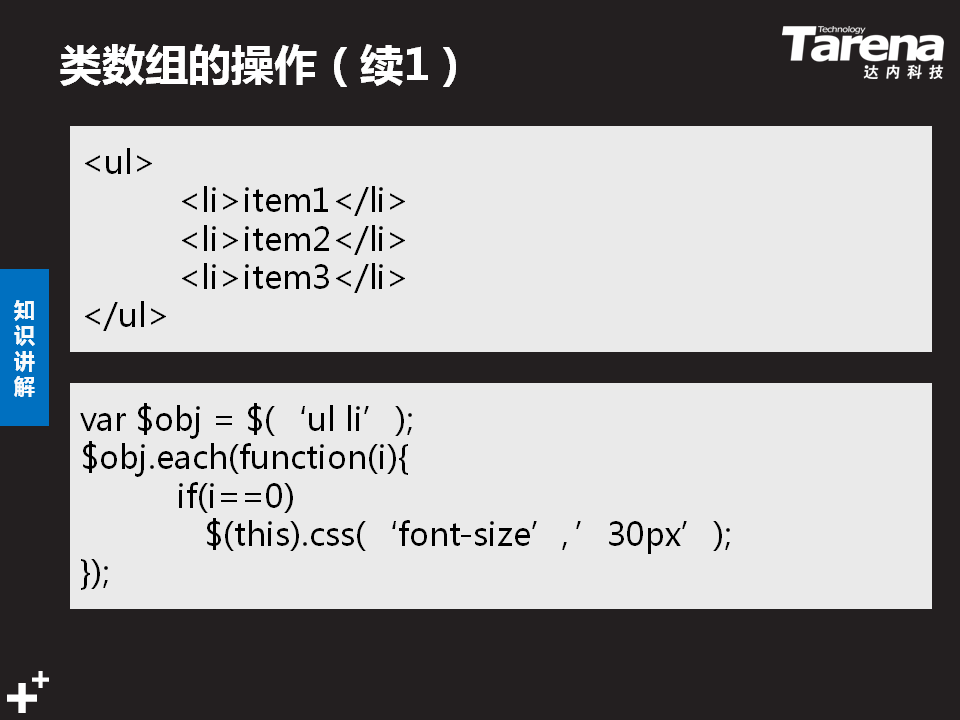 类数组的操作（续1）
Technology
Tarena
达内科技
<ul>
<li>item1</li>
<li>item2</li>
<li>item3</li>
</ul>
知识讲解
var $obj = $(‘ul li’);
$obj.each(function(i){
if(i==0)
$(this).css(‘font-size’,’30px’);
});